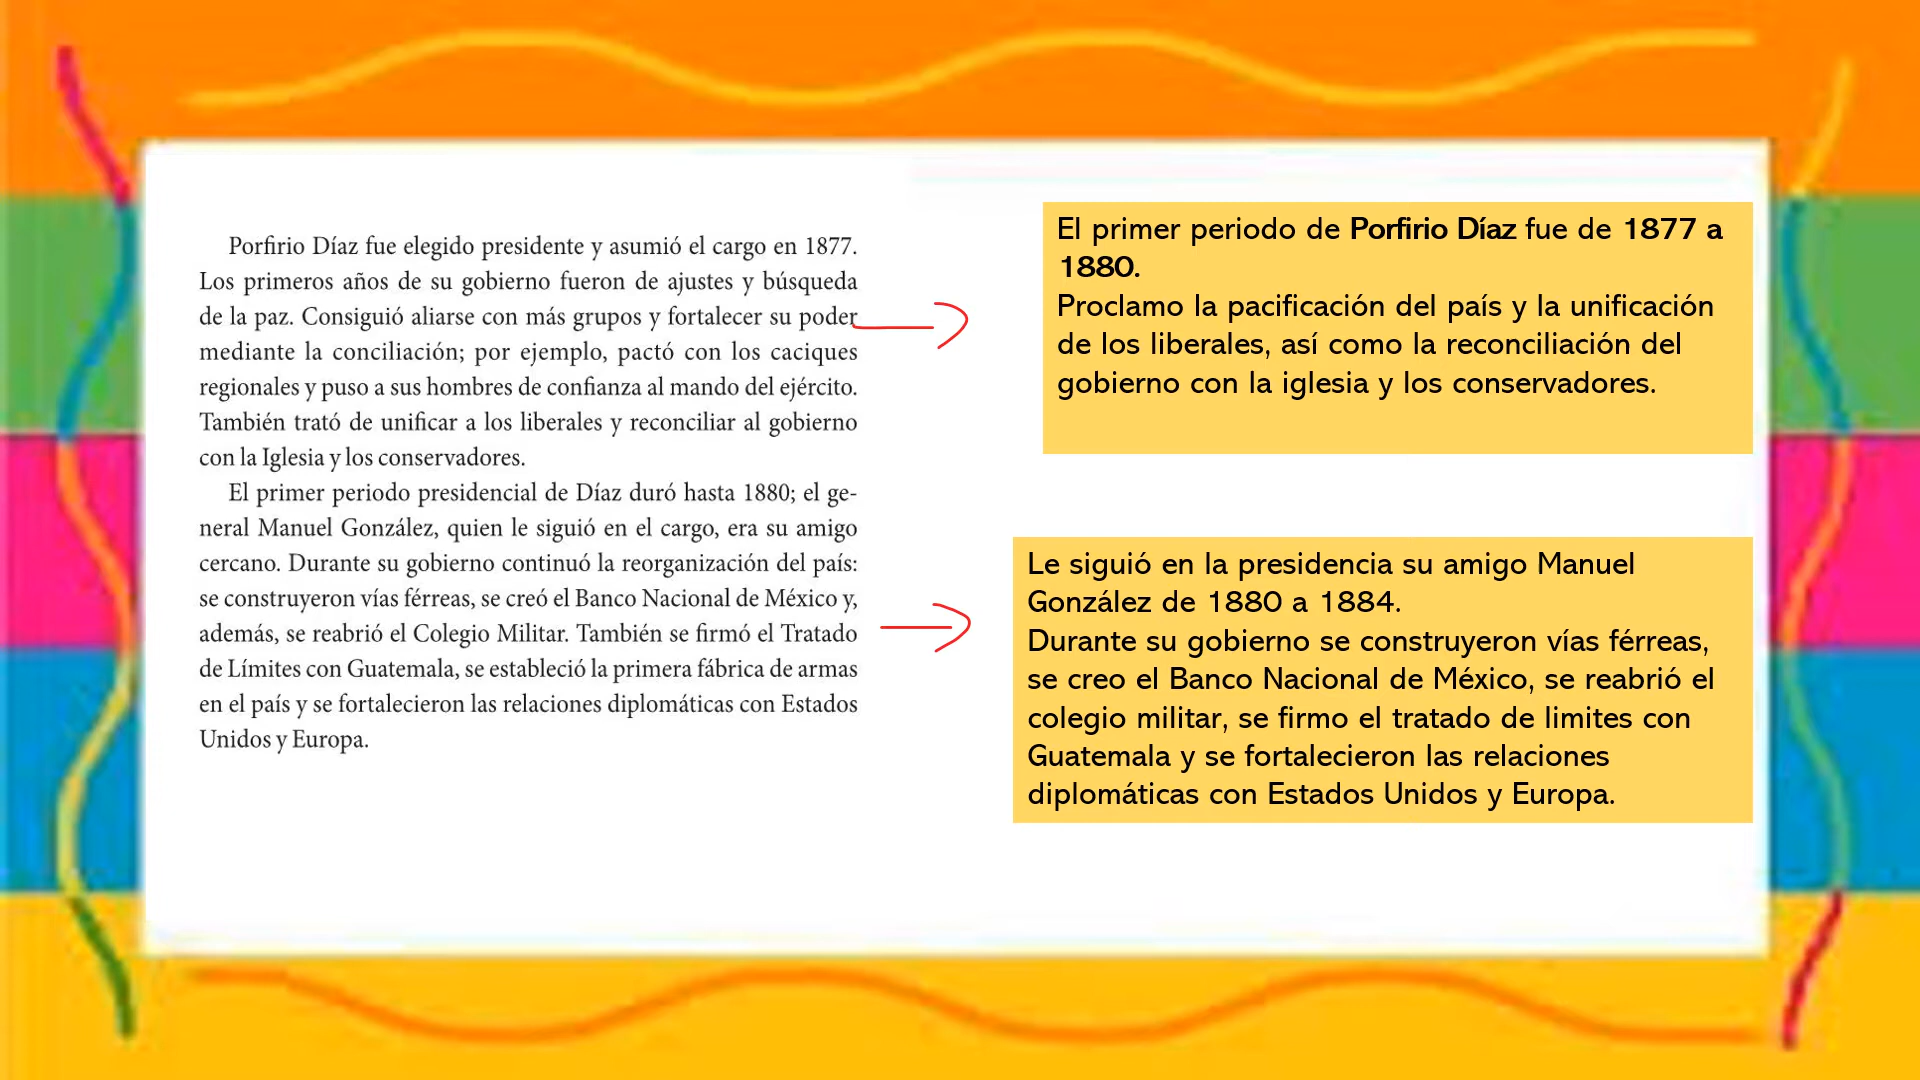 Porfirio Díaz fue elegido presidente y asumió el cargo en 1877.
Los primeros años de su gobierno fueron de ajustes y búsqueda
de la paz. Consiguió aliarse con más grupos y fortalecer su poder
mediante la conciliación; por ejemplo, pactó con los caciques
regionales y puso a sus hombres de confianza al mando del ejército.
También trató de unificar a los liberales y reconciliar al gobierno
con la Iglesia y los conservadores.
El primer periodo presidencial de Díaz duró hasta 1880; el ge-
neral Manuel González, quien le siguió en el cargo, era su amigo
cercano. Durante su gobierno continuó la reorganización del país:
se construyeron vías férreas, se creó el Banco Nacional de México y,
además, se reabrió el Colegio Militar. También se firmó el Tratado
de Límites con Guatemala, se estableció la primera fábrica de armas
en el país y se fortalecieron las relaciones diplomáticas con Estados
Unidos y Europa.
El primer periodo de Porfirio Díaz fue de 1877 a
1880.
Proclamo la pacificación del país y la unificación
de los liberales, así como la reconciliación del
gobierno con la iglesia y los conservadores.
Le siguió en la presidencia su amigo Manuel
González de 1880 a 1884.
Durante su gobierno se construyeron vías férreas,
se creo el Banco Nacional de México, se reabrió el
colegio militar, se firmo el tratado de limites con
Guatemala y se fortalecieron las relaciones
diplomáticas con Estados Unidos y Europa.